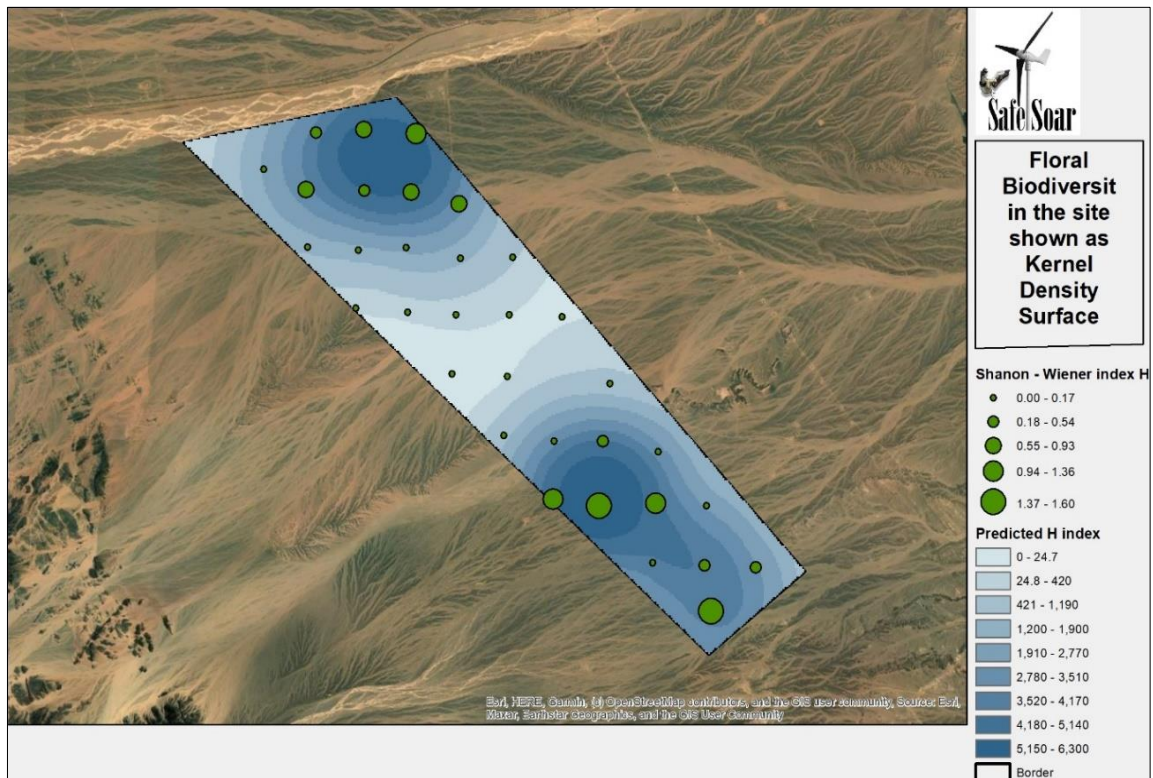 Safe Soar
Floral
Biodiversit
in the site
shown as
Kernel
Density
Surface
Shanon - Wiener index H
0.00 - 0.17
0.18 - 0.54
0.55 - 0.93
0.94 - 1.36
1.37 - 1.60
Predicted H index
0 - 24.7
24.8 - 420
421 - 1,190
1,200 - 1,900
1,910 - 2,770
2,780 - 3,510
3,520 - 4,170
4,180 - 5,140
5,150 - 6,300
Border
Esri, HERE, Garmin, (c) OpenStreetMap contributors, and the GIS user community, Source: Esri,
Maxar, Earthstar Geographics, and the GIS User Community